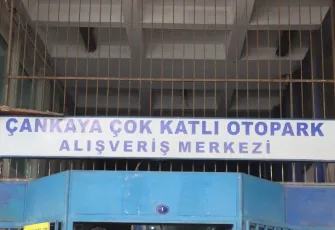 ÇANKAYA ÇOK KATLI OTOPARK
ALIŞVERİŞ MERKEZİ